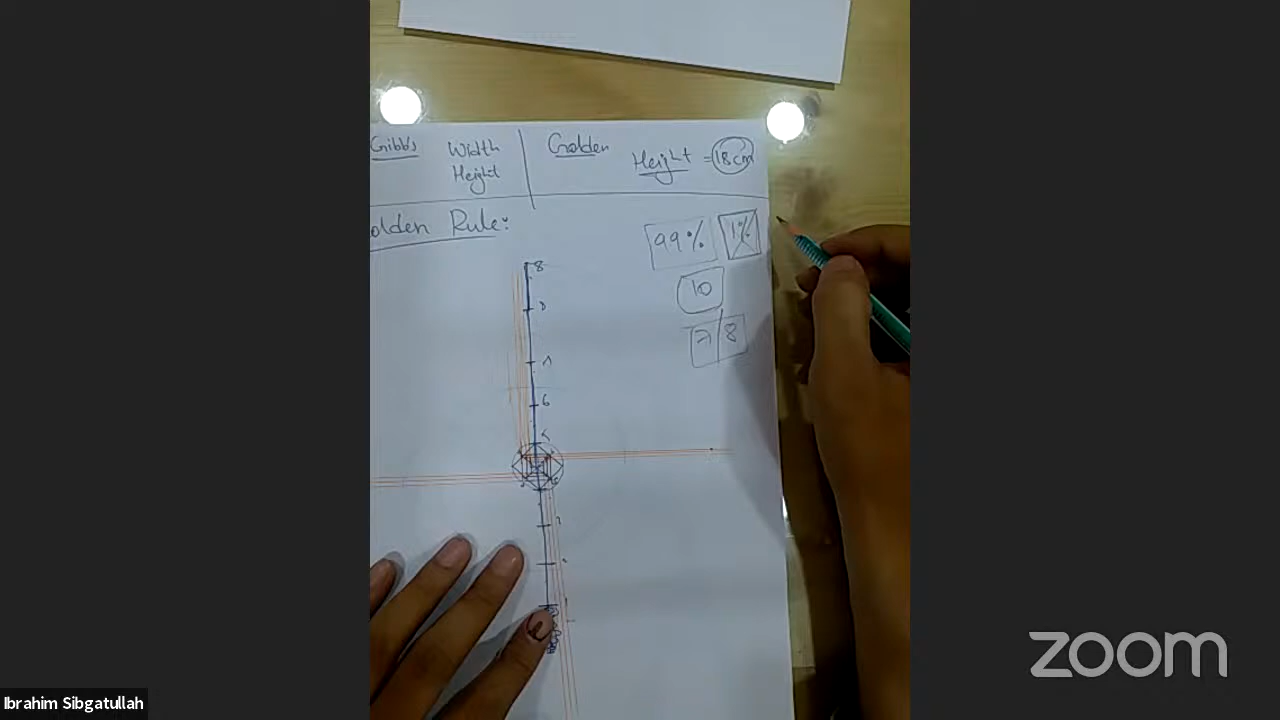 Gibbs Width Golden Height = 18cm
Height
olden Rule:
99% 1%
10
7 8
8
6
zoom
Ibrahim Sibgatullah